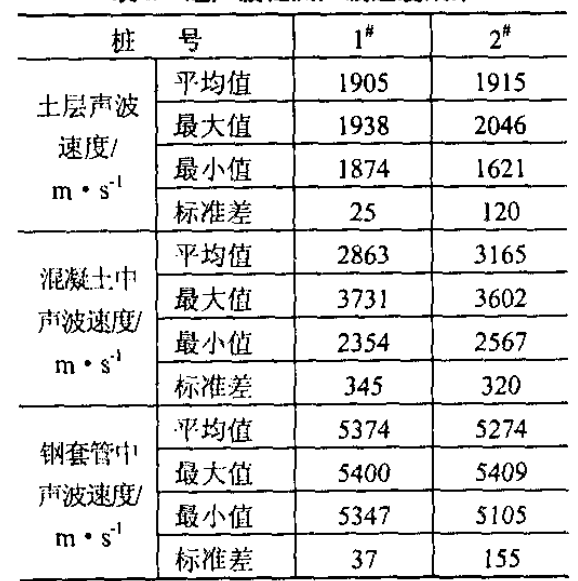 桩 号 1# 2#
土层声波速度/ m·s-1 平均值 1905 1915
最大值 1938 2046
最小值 1874 1621
标准差 25 120
混凝土中声波速度/ m·s-1 平均值 2863 3165
最大值 3731 3602
最小值 2354 2567
标准差 345 320
钢套管中声波速度/ m·s-1 平均值 5374 5274
最大值 5400 5409
最小值 5347 5105
标准差 37 155